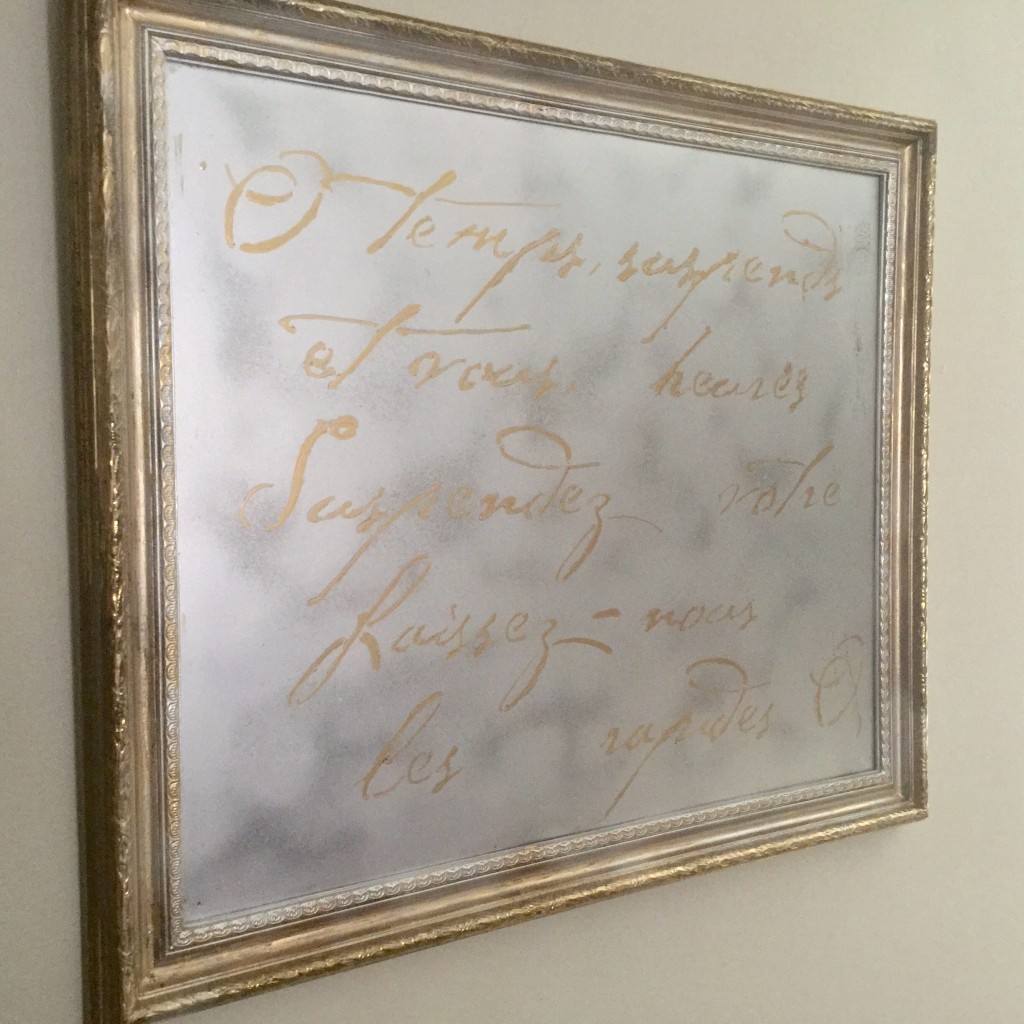 O Temps, suspends
et vous, heures
Suspendez votre
Laissez-nous
les rapides